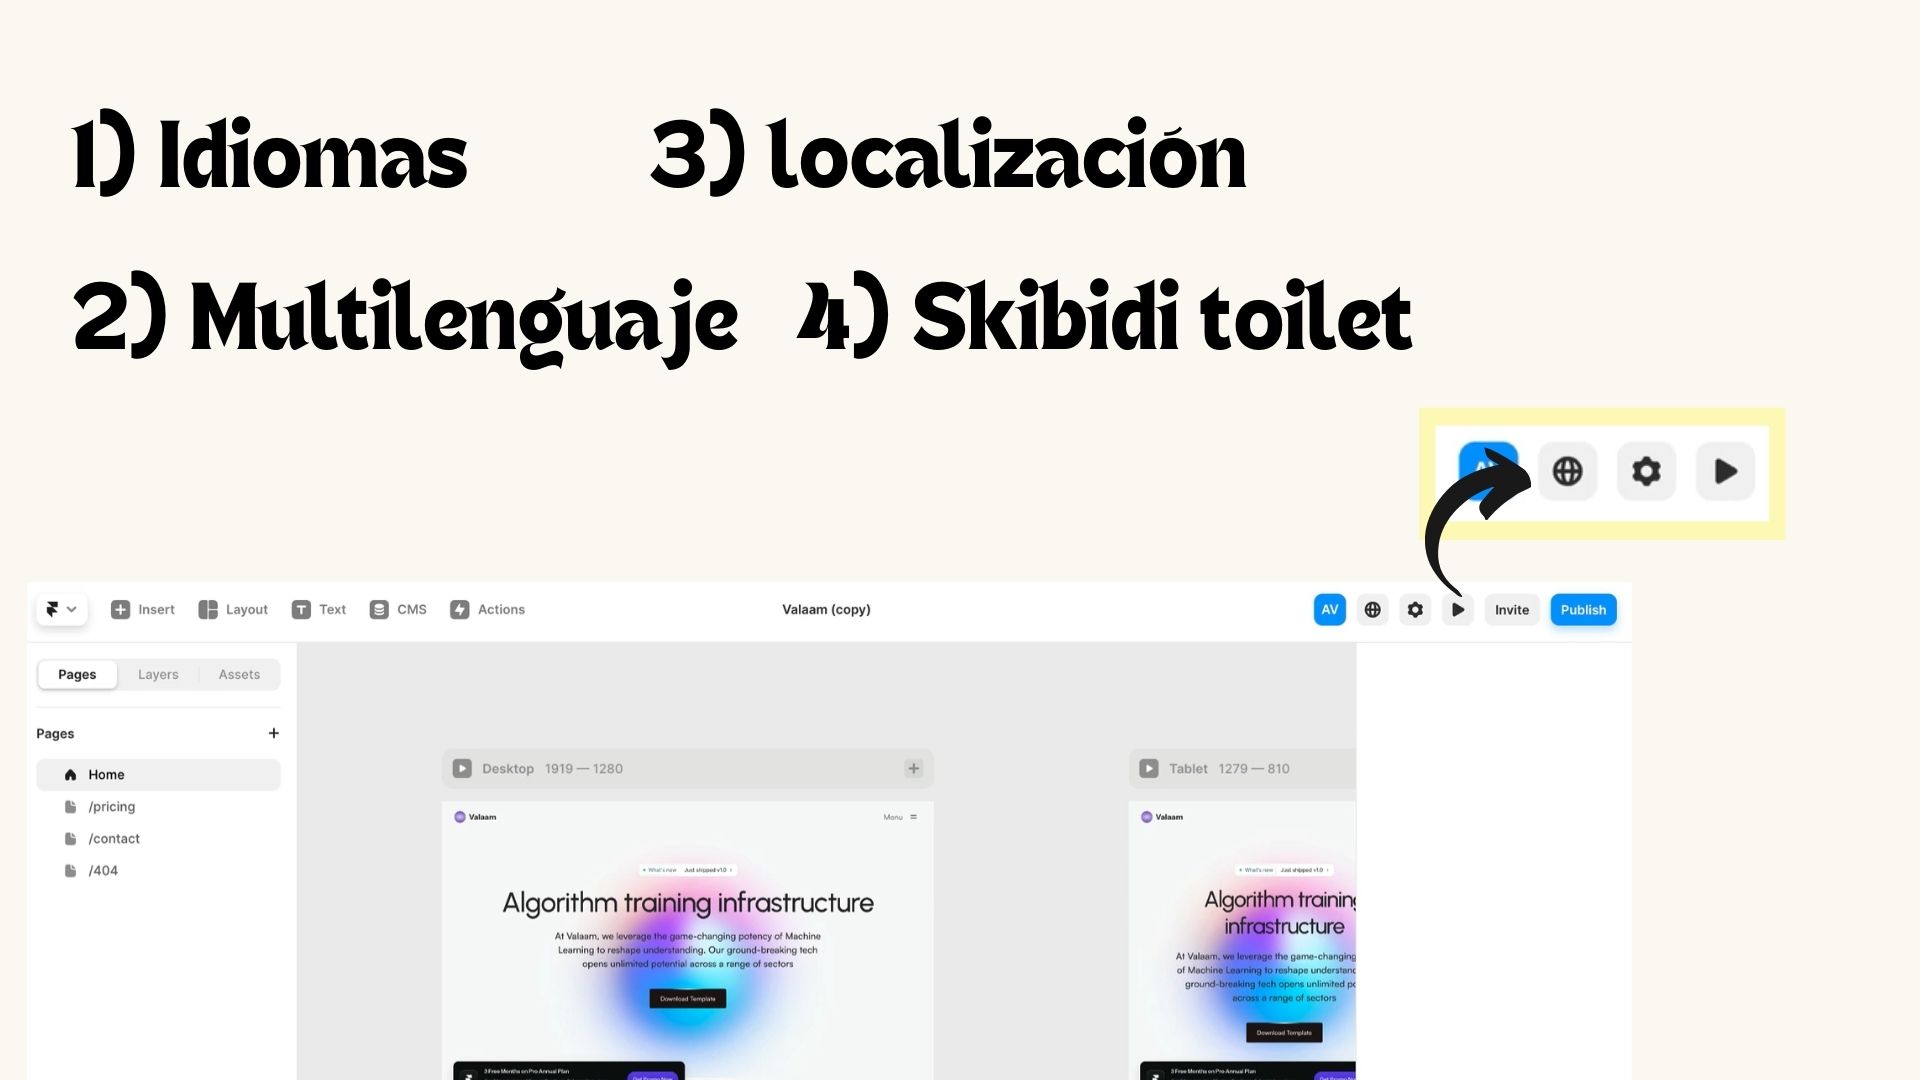 1) Idiomas
3) localización
2) Multilenguaje
4) Skibidi toilet
Insert
Layout
Text
CMS
Actions
Valaam (copy)
AV
Invite
Publish
Pages
Layers
Assets
Pages
Home
/pricing
/contact
/404
Desktop 1919 — 1280
Valaam
Menu
What's new Just shipped v1.0
Algorithm training infrastructure
At Valaam, we leverage the game-changing potency of Machine
Learning to reshape understanding. Our ground-breaking tech
opens unlimited potential across a range of sectors
Download Template
3 Free Months on Pro Annual Plan
Tablet 1279 — 810
Valaam
What's new Just shipped v1.0
Algorithm training
infrastructure
At Valaam, we leverage the game-changing
of Machine Learning to reshape
ground-breaking tech opens unlimited
across a range of sectors
Download Template
3 Free Months on Pro Annual Plan